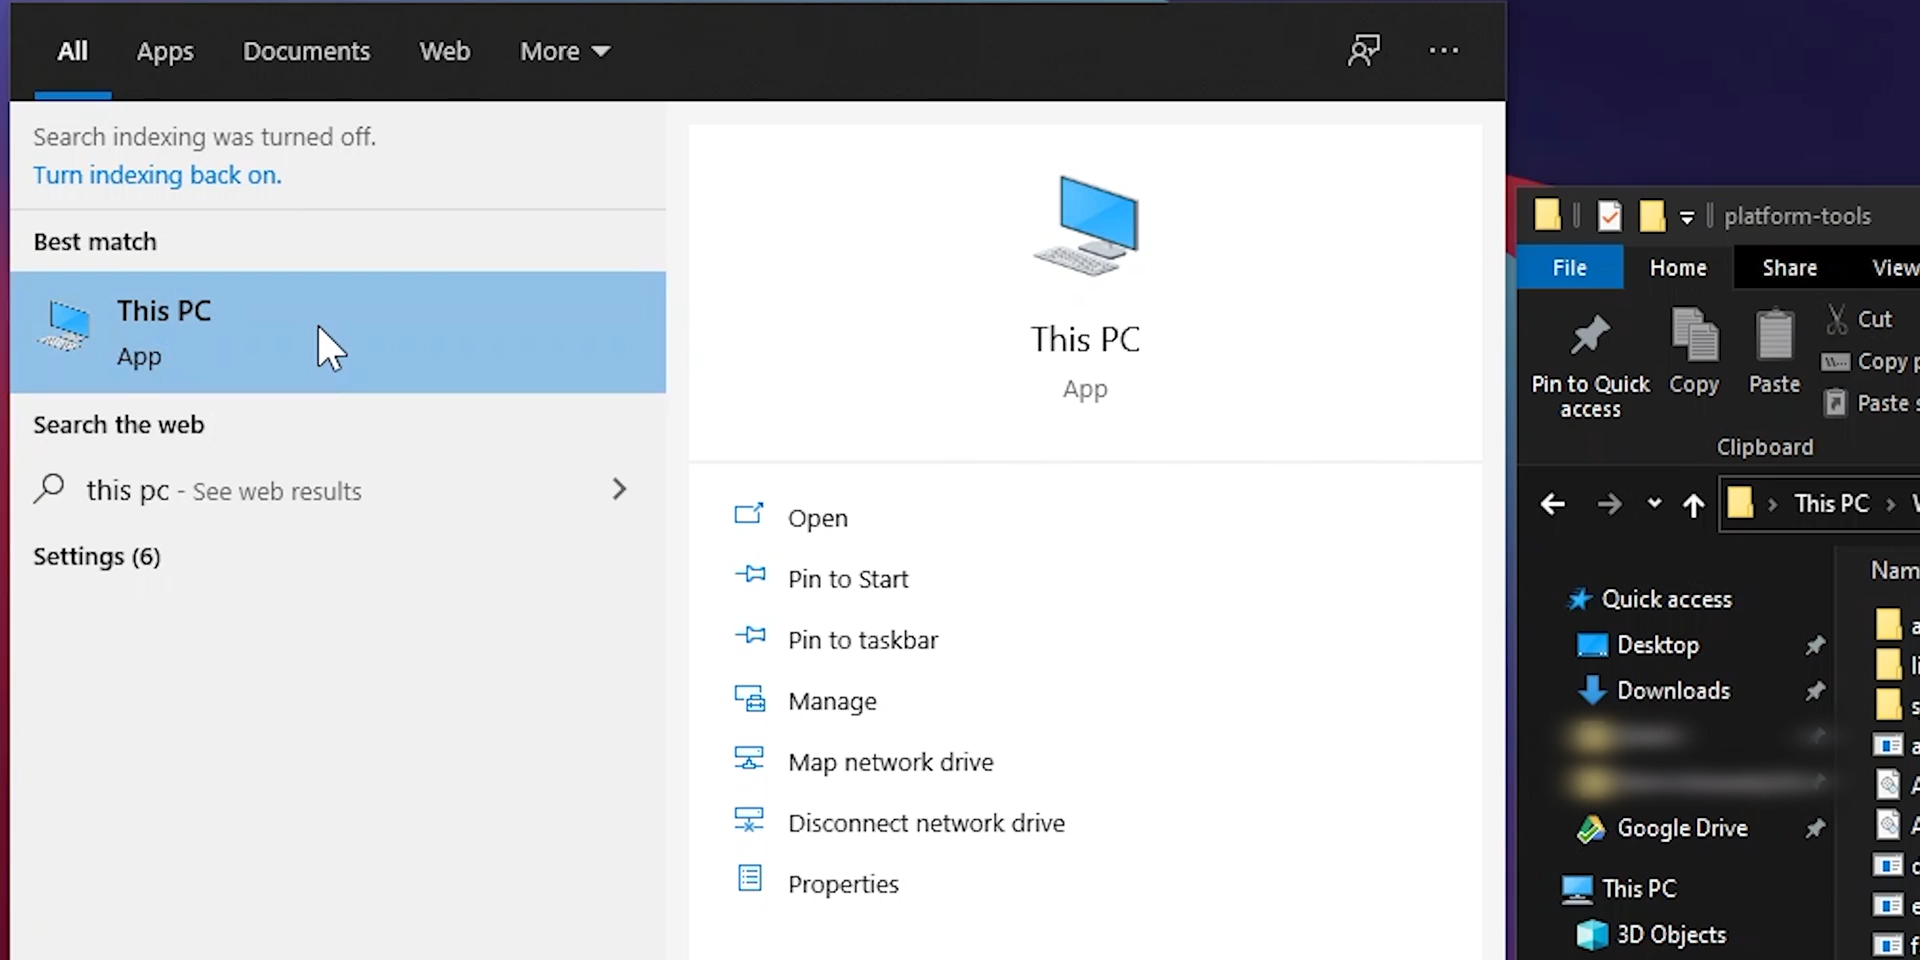 All Apps Documents Web More
Search indexing was turned off.
Turn indexing back on.
Best match
This PC
App
Search the web
this pc - See web results
Settings (6)
This PC
App
Open
Pin to Start
Pin to taskbar
Manage
Map network drive
Disconnect network drive
Properties
platform-tools
File Home Share View
Pin to Quick
access
Copy
Paste
Cut
Copy
Paste
Clipboard
This PC
Quick access
Desktop
Downloads
Google Drive
This PC
3D Objects